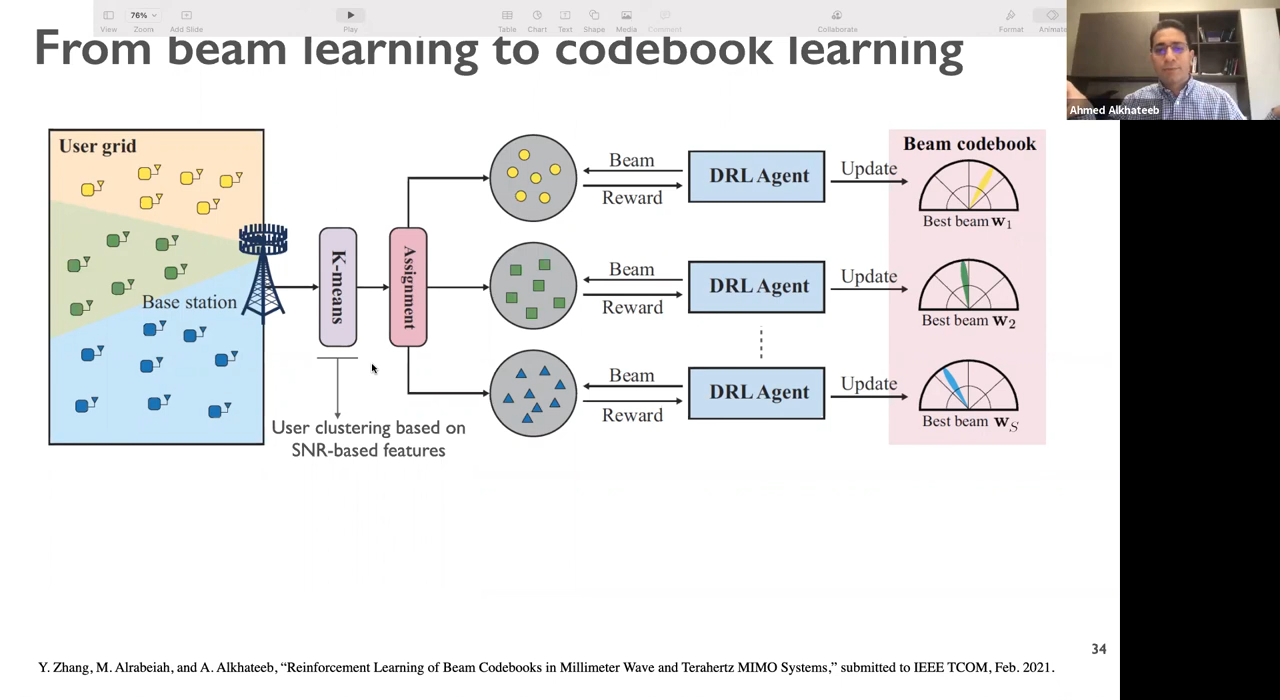 76%
View
Zoom
Add Slide
Play
Table
Chart
Text
Shape
Media
Comment
Collaborate
Format
Animate
From beam learning to codebook learning
Ahmed Alkhateeb
User grid
Base station
K-means
Assignment
User clustering based on
SNR-based features
Beam
Reward
DRL Agent
Update
Beam
Reward
DRL Agent
Update
Beam
Reward
DRL Agent
Update
Beam codebook
Best beam w1
Best beam w2
Best beam wS
34
Y. Zhang, M. Alrabeiah, and A. Alkhateeb, “Reinforcement Learning of Beam Codebooks in Millimeter Wave and Terahertz MIMO Systems,” submitted to IEEE TCOM, Feb. 2021.